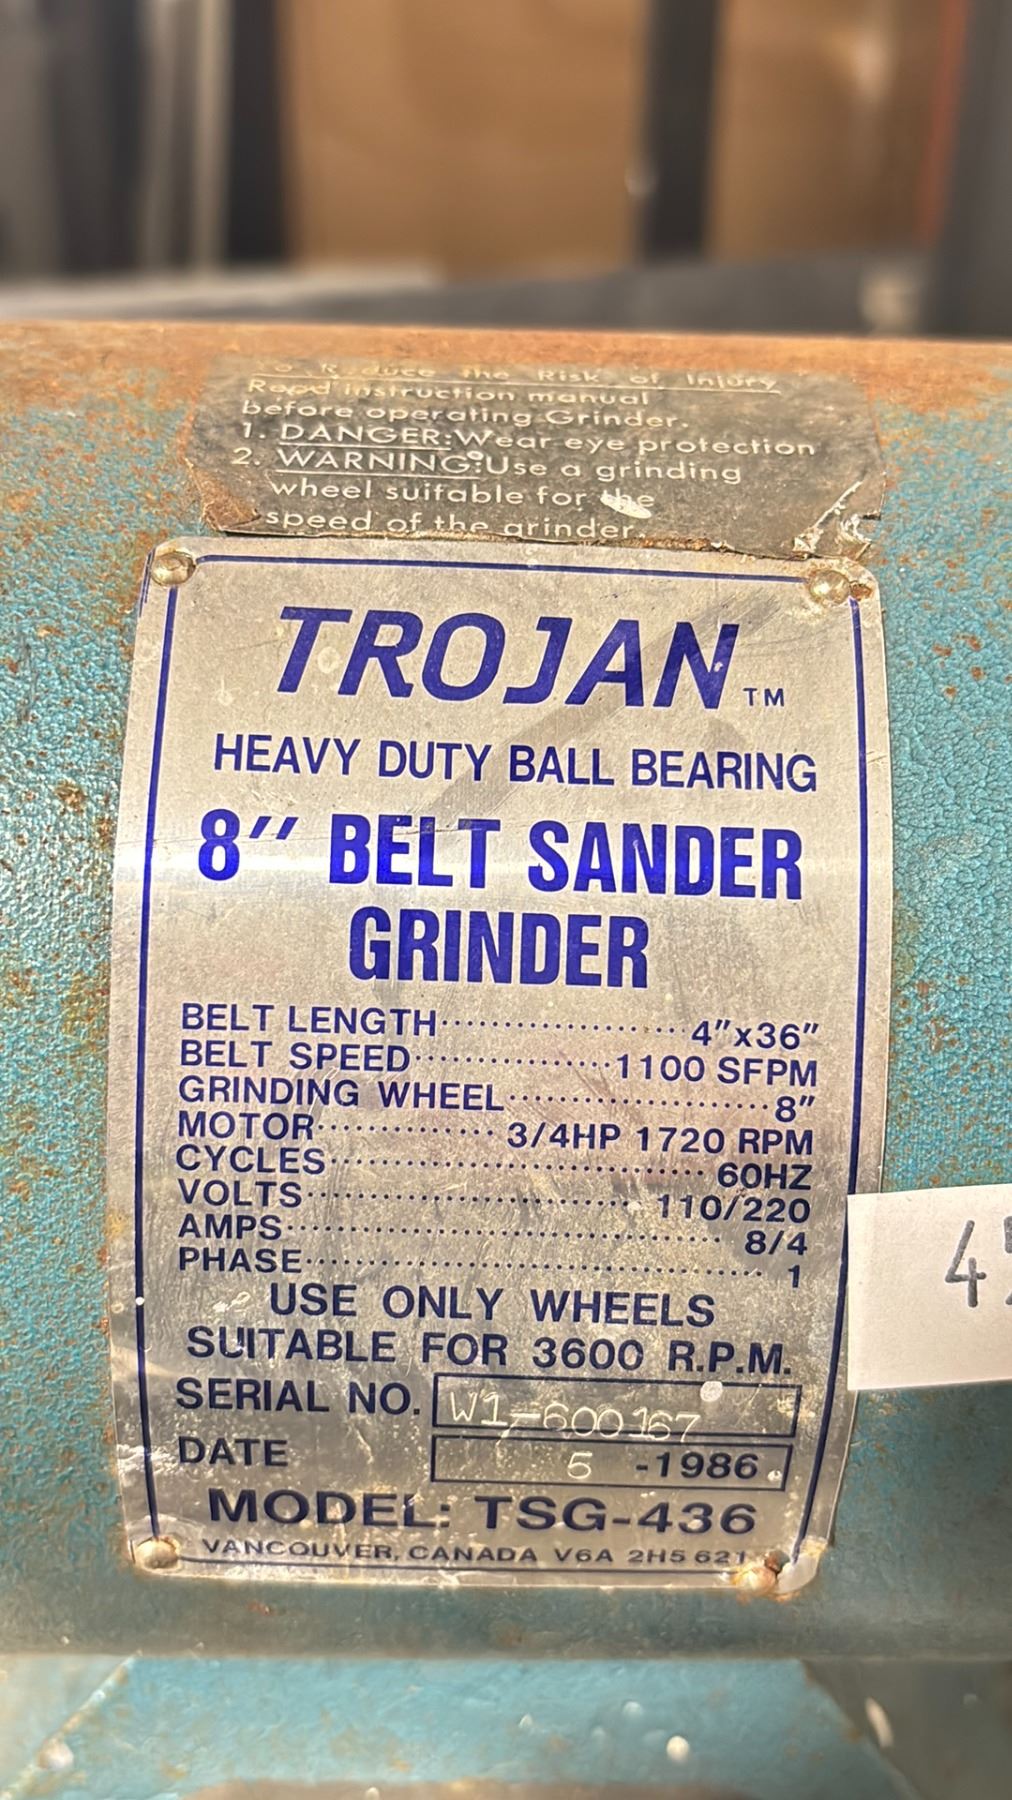 to Reduce the Risk of Injury
Read instruction manual
before operating Grinder.
1. DANGER:Wear eye protection
2. WARNING:Use a grinding
wheel suitable for the
speed of the grinder
TROJAN™
HEAVY DUTY BALL BEARING
8" BELT SANDER
GRINDER
BELT LENGTH 4"x36"
BELT SPEED 1100 SFPM
GRINDING WHEEL 8"
MOTOR 3/4HP 1720 RPM
CYCLES 60HZ
VOLTS 110/220
AMPS 8/4
PHASE 1
USE ONLY WHEELS
SUITABLE FOR 3600 R.P.M.
SERIAL NO. W1-600167
DATE 5 -1986
MODEL: TSG-436
VANCOUVER, CANADA V6A 2H5 621